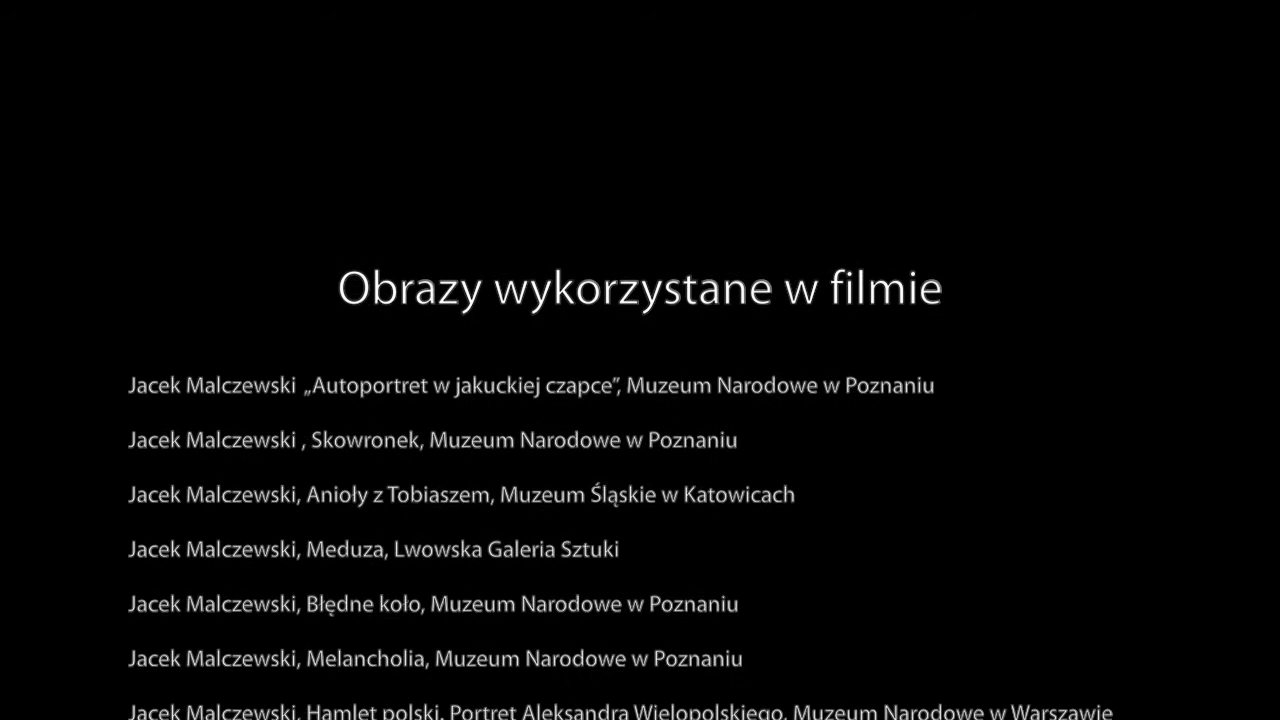 Obrazy wykorzystane w filmie
Jacek Malczewski „Autoportret w jakuckiej czapce”, Muzeum Narodowe w Poznaniu
Jacek Malczewski , Skowronek, Muzeum Narodowe w Poznaniu
Jacek Malczewski, Anioły z Tobiaszem, Muzeum Śląskie w Katowicach
Jacek Malczewski, Meduza, Lwowska Galeria Sztuki
Jacek Malczewski, Błędne koło, Muzeum Narodowe w Poznaniu
Jacek Malczewski, Melancholia, Muzeum Narodowe w Poznaniu
Jacek Malczewski, Hamlet polski. Portret Aleksandra Wielopolskiego, Muzeum Narodowe w Warszawie